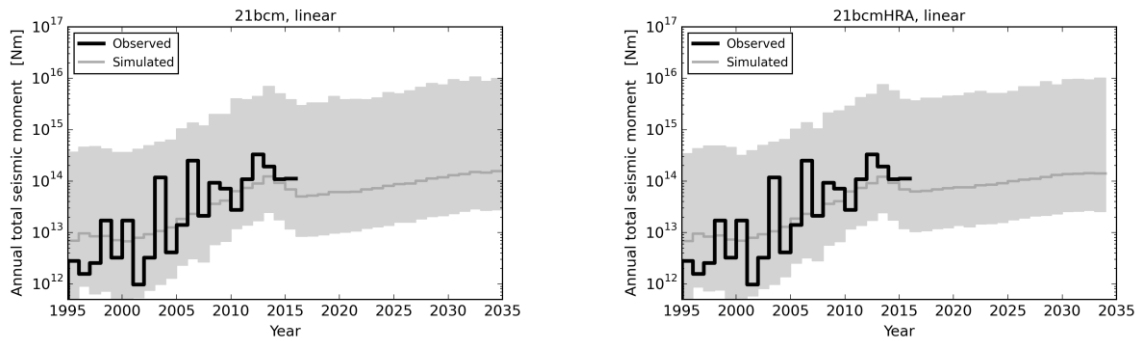 21bcm, linear
Annual total seismic moment [Nm]
10^17
10^16
10^15
10^14
10^13
10^12
Observed
Simulated
1995 2000 2005 2010 2015 2020 2025 2030 2035
Year
21bcmHRA, linear
Annual total seismic moment [Nm]
10^17
10^16
10^15
10^14
10^13
10^12
Observed
Simulated
1995 2000 2005 2010 2015 2020 2025 2030 2035
Year